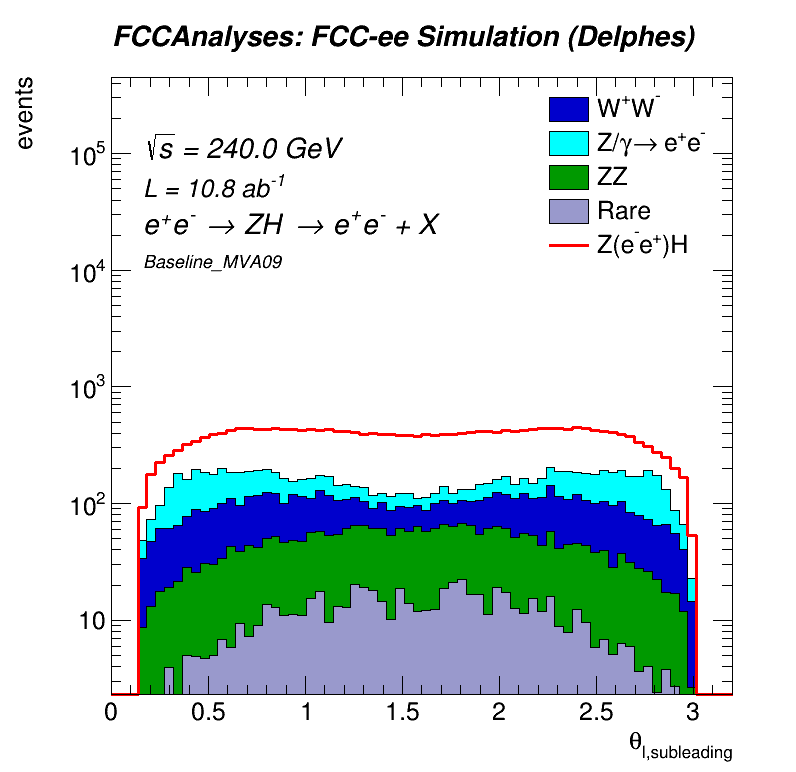 FCCAnalyses: FCC-ee Simulation (Delphes)
events
√s = 240.0 GeV
L = 10.8 ab⁻¹
e⁺e⁻ → ZH → e⁺e⁻ + X
Baseline_MVA09
W⁺W⁻
Z/γ→ e⁺e⁻
ZZ
Rare
Z(e⁻e⁺)H
10⁵
10⁴
10³
10²
10
0 0.5 1 1.5 2 2.5 3
θl,subleading